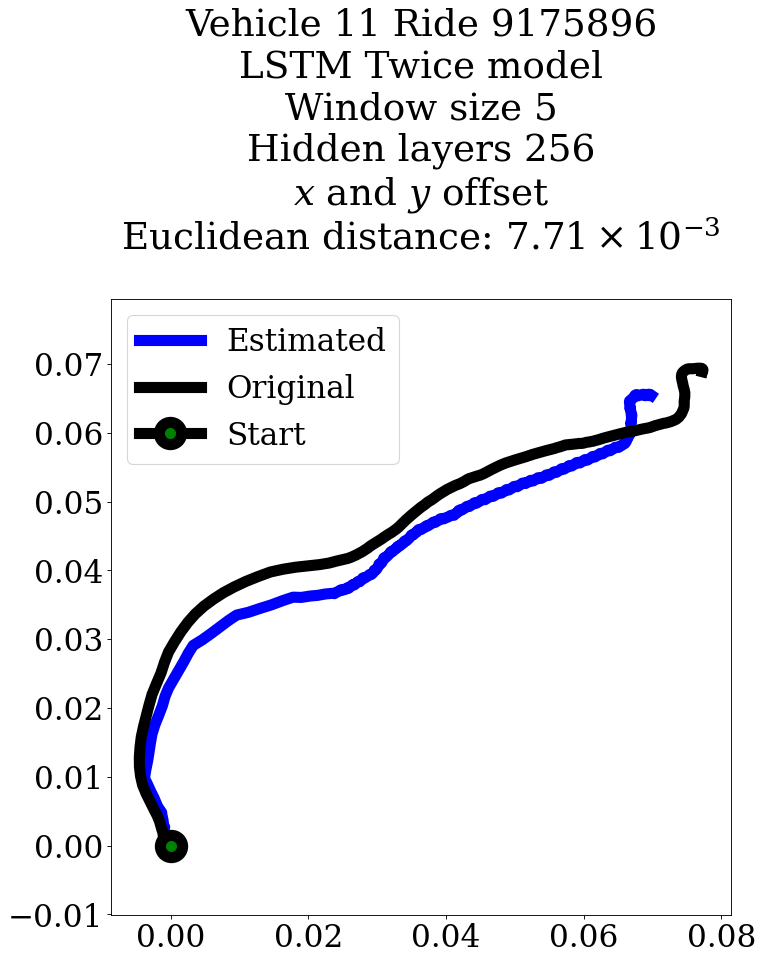 Vehicle 11 Ride 9175896
LSTM Twice model
Window size 5
Hidden layers 256
x and y offset
Euclidean distance: 7.71 × 10⁻³
Estimated
Original
Start
0.07
0.06
0.05
0.04
0.03
0.02
0.01
0.00
−0.01
0.00 0.02 0.04 0.06 0.08